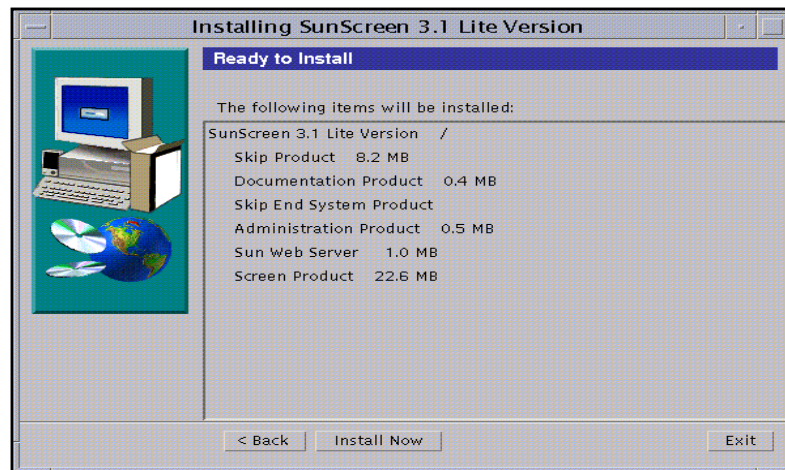 Installing SunScreen 3.1 Lite Version
Ready to Install
The following items will be installed:
SunScreen 3.1 Lite Version /
Skip Product 8.2 MB
Documentation Product 0.4 MB
Skip End System Product
Administration Product 0.5 MB
Sun Web Server 1.0 MB
Screen Product 22.6 MB
< Back Install Now Exit